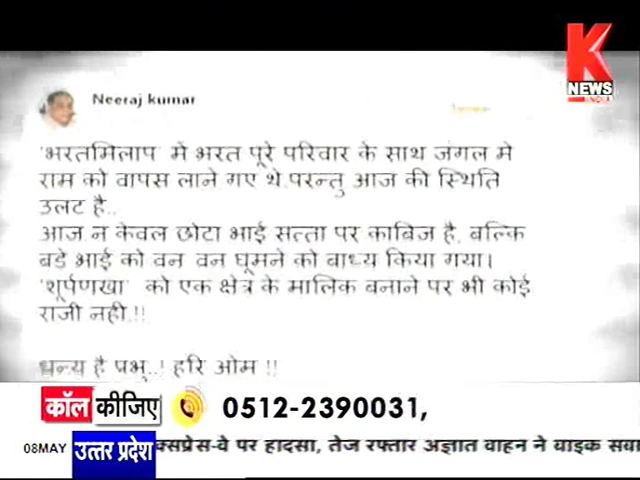 K
NEWS
INDIA
Neeraj kumar
'भरतमिलाप' में भरत पूरे परिवार के साथ जंगल मे
राम को वापस लाने गए थे.परन्तु आज की स्थिति
उलट है..
आज न केवल छोटा भाई सत्ता पर काबिज है, बल्कि
बडे भाई को वन वन घूमने को बाध्य किया गया।
'शूर्पणखा' को एक क्षेत्र के मालिक बनाने पर भी कोई
राजी नही.!!
धन्य है प्रभु..! हरि ओम !!
कॉल कीजिए 0512-2390031,
08MAY उत्तर प्रदेश क्सप्रेस-वे पर हादसा, तेज रफ्तार अज्ञात वाहन ने बाइक सवा